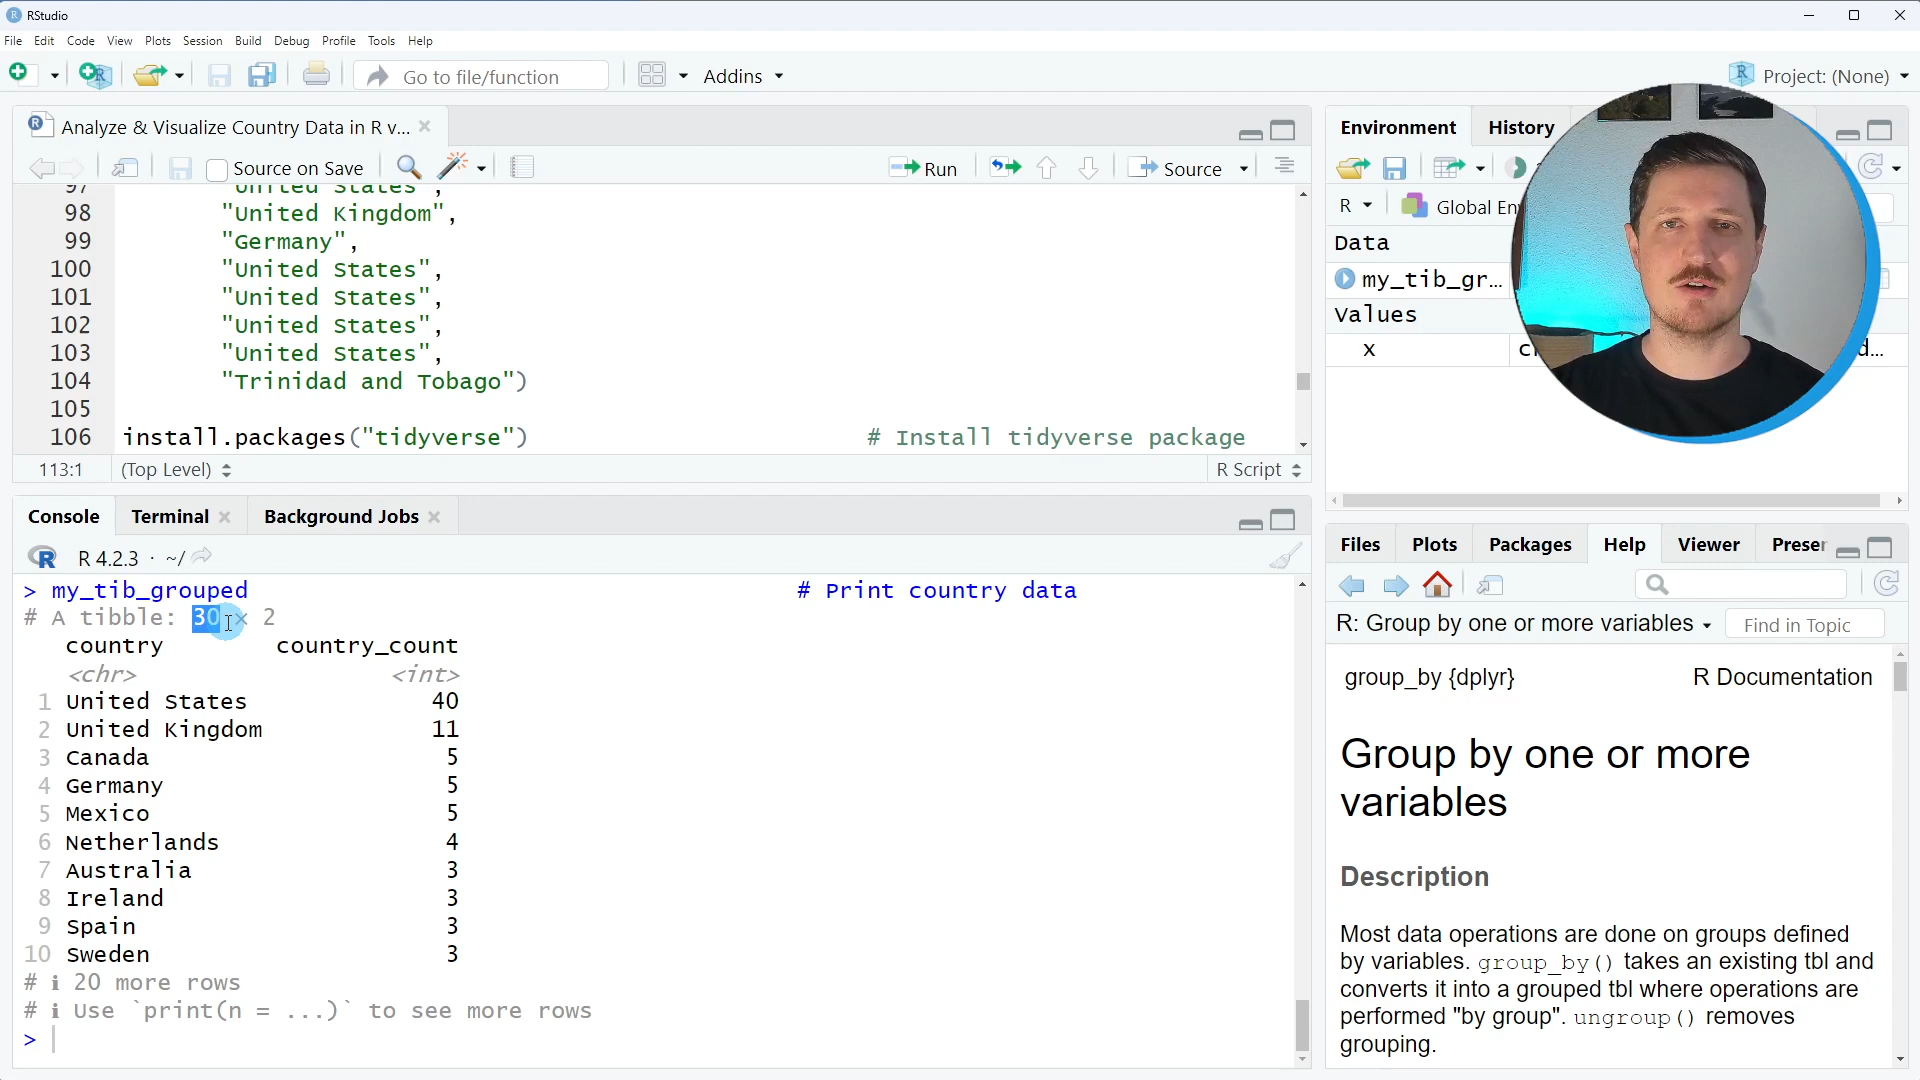 RStudio
File Edit Code View Plots Session Build Debug Profile Tools Help
Go to file/function Addins Project: (None)
Analyze & Visualize Country Data in R v...
Source on Save Run Source
97 "United States",
98 "United Kingdom",
99 "Germany",
100 "United States",
101 "United States",
102 "United States",
103 "United States",
104 "Trinidad and Tobago")
105
106 install.packages("tidyverse") # Install tidyverse package
113:1 (Top Level) R Script
Console Terminal Background Jobs
R 4.2.3 · ~/
> my_tib_grouped # Print country data
# A tibble: 30 × 2
country country_count
<chr> <int>
1 United States 40
2 United Kingdom 11
3 Canada 5
4 Germany 5
5 Mexico 5
6 Netherlands 4
7 Australia 3
8 Ireland 3
9 Spain 3
10 Sweden 3
# ℹ 20 more rows
# ℹ Use `print(n = ...)` to see more rows
>
Environment History
R Global
Data
my_tib_gr...
Values
x
Files Plots Packages Help Viewer
R: Group by one or more variables Find in Topic
group_by {dplyr} R Documentation
Group by one or more
variables
Description
Most data operations are done on groups defined
by variables. group_by() takes an existing tbl and
converts it into a grouped tbl where operations are
performed "by group". ungroup() removes
grouping.